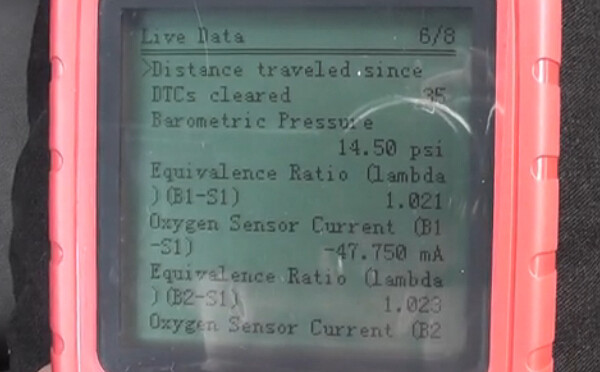 Live Data 6/8
>Distance traveled since
DTCs cleared 35
Barometric Pressure
14.50 psi
Equivalence Ratio (lambda
)(B1-S1) 1.021
Oxygen Sensor Current (B1
-S1) -47.750 mA
Equivalence Ratio (lambda
)(B2-S1) 1.023
Oxygen Sensor Current (B2